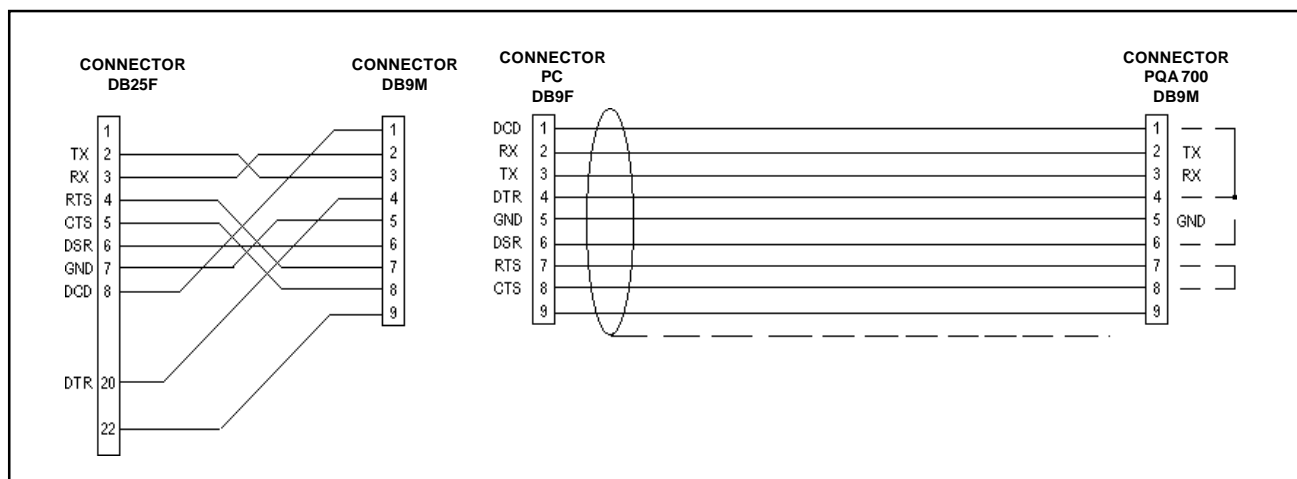 CONNECTOR
DB25F
CONNECTOR
DB9M
1
TX 2
RX 3
RTS 4
CTS 5
DSR 6
GND 7
DCD 8
DTR 20
22
1
2
3
4
5
6
7
8
9
CONNECTOR
PC
DB9F
CONNECTOR
PQA 700
DB9M
DCD 1
RX 2
TX 3
DTR 4
GND 5
DSR 6
RTS 7
CTS 8
9
1
2 TX
3 RX
4
5 GND
6
7
8
9